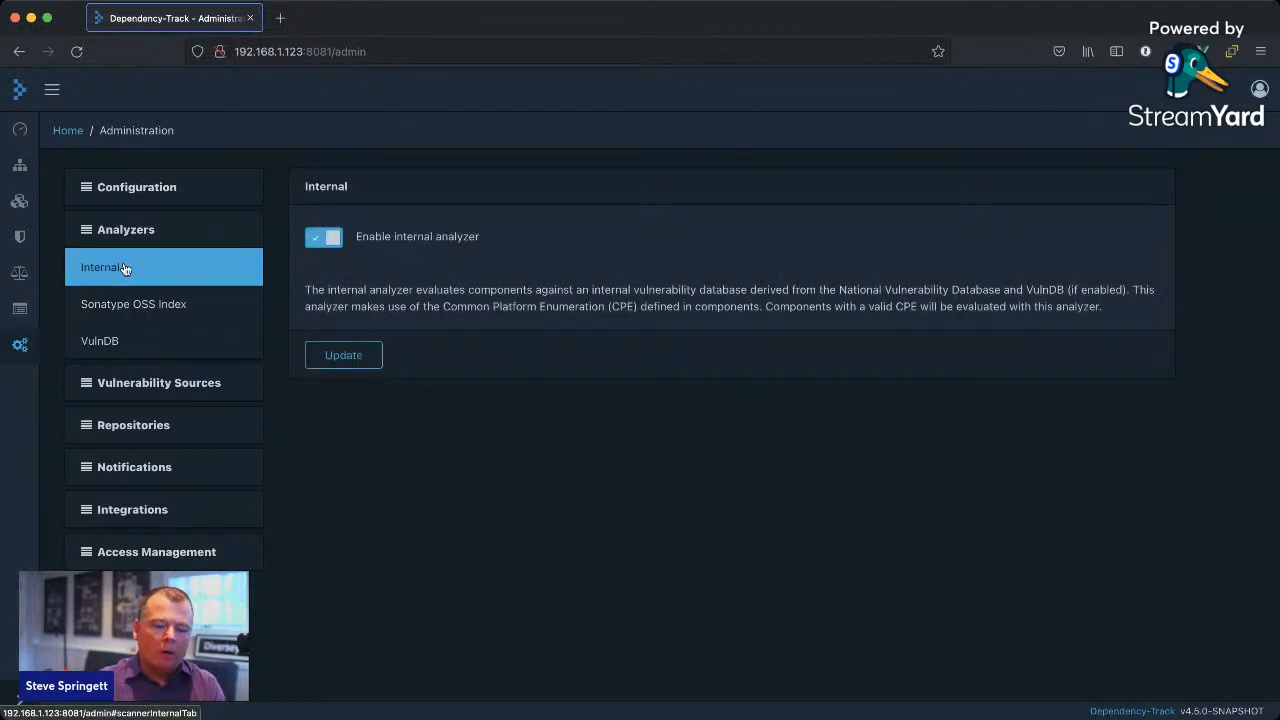 Dependency-Track - Administra
192.168.1.123:8081/admin
Powered by
StreamYard
Home / Administration
Configuration
Analyzers
Internal
Sonatype OSS Index
VulnDB
Vulnerability Sources
Repositories
Notifications
Integrations
Access Management
Internal
Enable internal analyzer
The internal analyzer evaluates components against an internal vulnerability database derived from the National Vulnerability Database and VulnDB (if enabled). This
analyzer makes use of the Common Platform Enumeration (CPE) defined in components. Components with a valid CPE will be evaluated with this analyzer.
Update
Diversey
Steve Springett
192.168.1.123:8081/admin#scannerInternalTab
Dependency-Track v4.5.0-SNAPSHOT